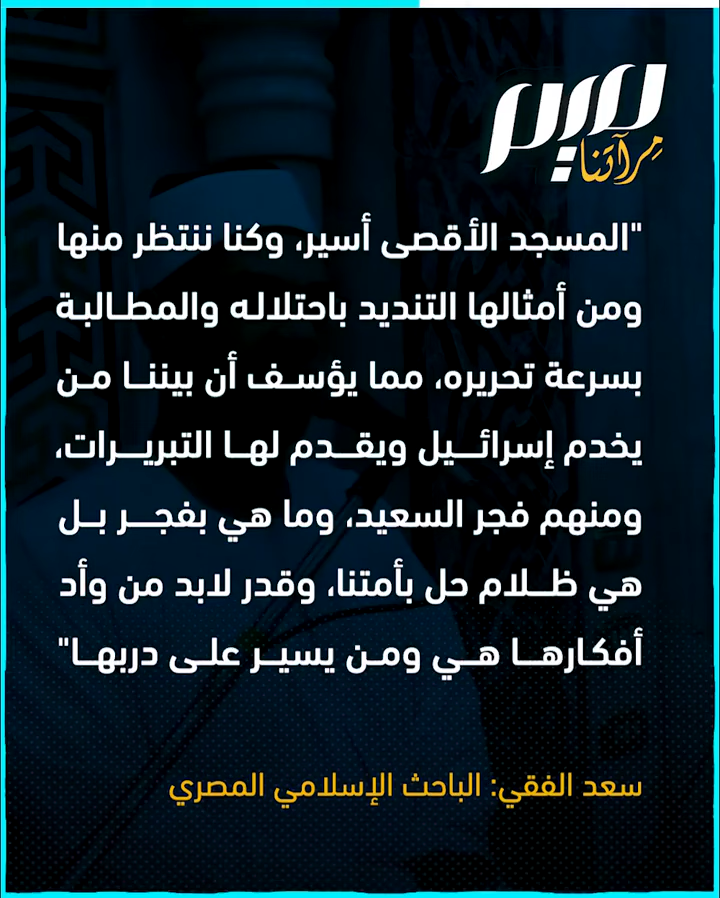 ميم
مِرآتنا
"المسجد الأقصى أسير، وكنا ننتظر منها
ومن أمثالها التنديد باحتلاله والمطالبة
بسرعة تحريره، مما يؤسف أن بيننا من
يخدم إسرائيل ويقدم لها التبريرات،
ومنهم فجر السعيد، وما هي بفجر بل
هي ظلام حل بأمتنا، وقدر لابد من وأد
أفكارها هي ومن يسير على دربها"
سعد الفقي: الباحث الإسلامي المصري